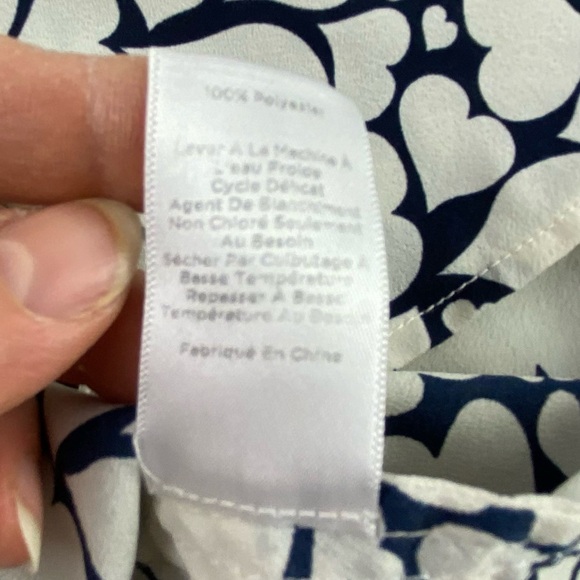 100% Polyester
Laver À La Machine À
L'eau Froide
Cycle Délicat
Agent De Blanchiment
Non Chloré Seulement
Au Besoin
Sécher Par Culbutage À
Basse Température
Repasser À Basse
Température Au Besoin
Fabriqué En Chine